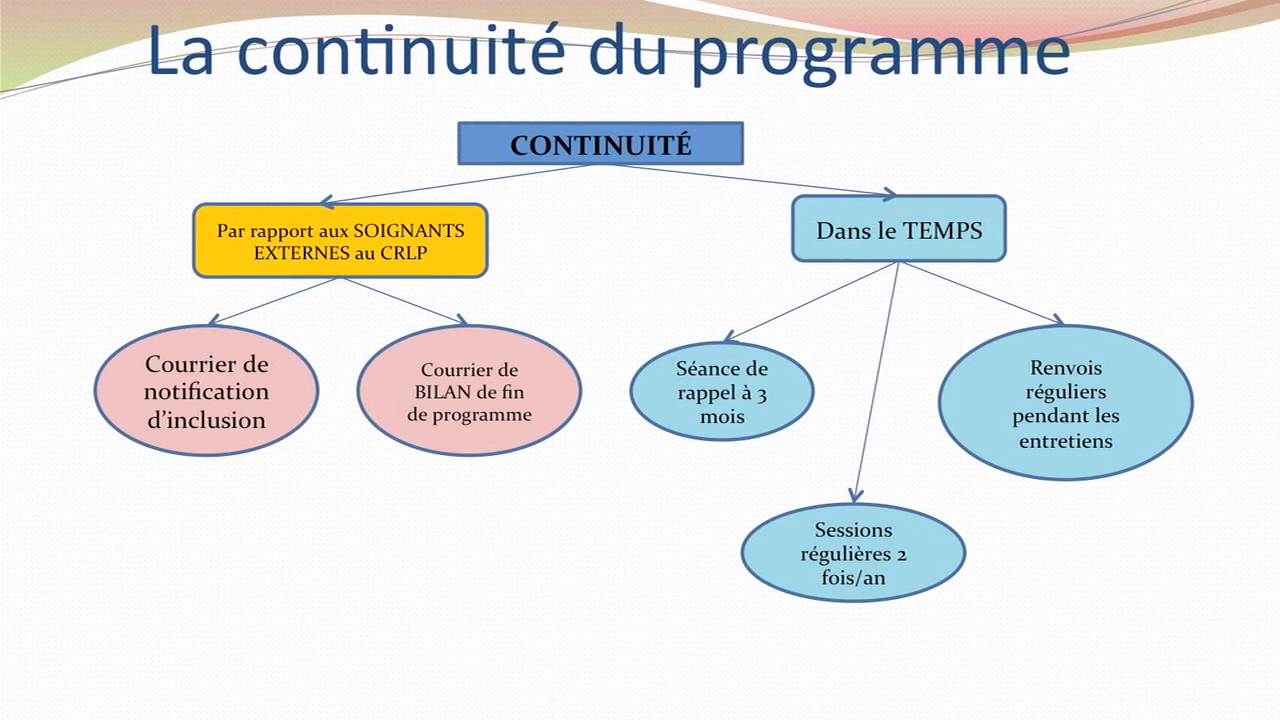 La continuité du programme
CONTINUITÉ
Par rapport aux SOIGNANTS
EXTERNES au CRLP
Dans le TEMPS
Courrier de
notification
d’inclusion
Courrier de
BILAN de fin
de programme
Séance de
rappel à 3
mois
Renvois
réguliers
pendant les
entretiens
Sessions
régulières 2
fois/an